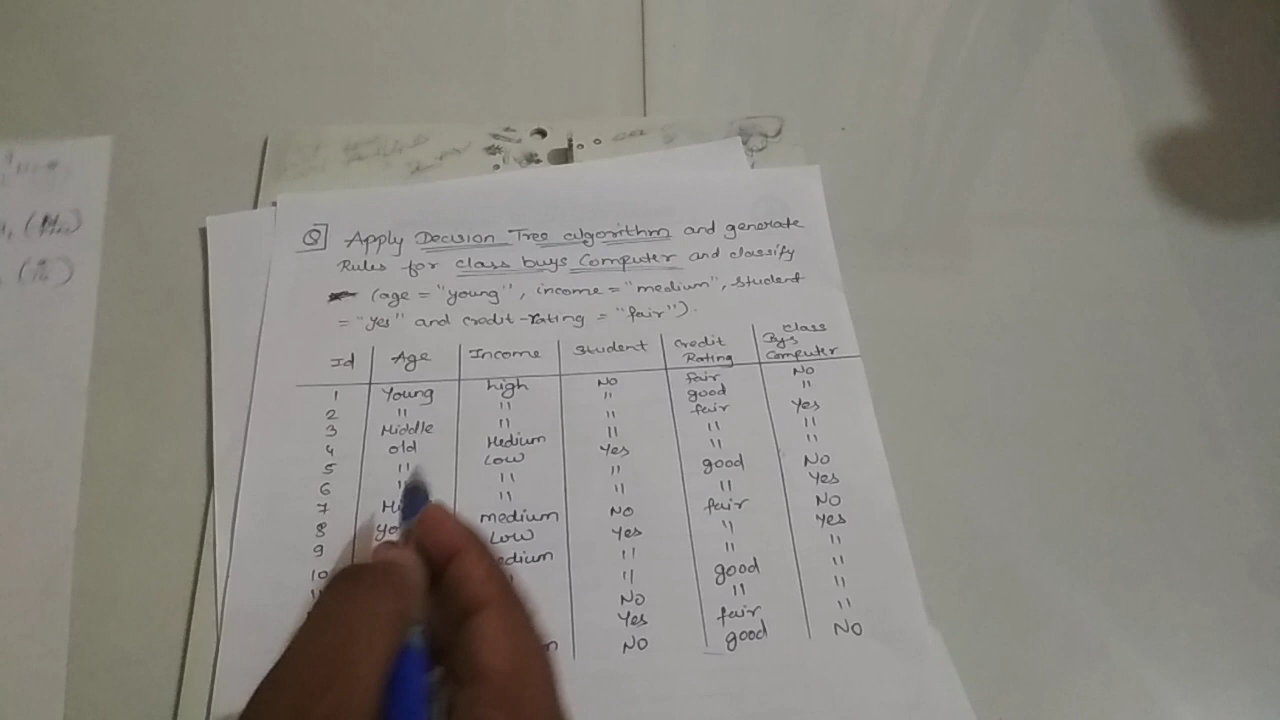 Q Apply Decision Tree algorithm and generate
Rules for class buys Computer and classify
(age = "young", income = "medium", student
= "yes" and credit-rating = "fair").
Id Age Income Student Credit Rating Class Bys Computer
1 Young high NO fair NO
2 " " " good "
3 Middle " " fair Yes
4 old Medium " " "
5 " Low Yes " "
6 " " " good NO
7 " " " Yes
8 medium NO fair NO
9 Low Yes " Yes
10 " " "
" good "
NO " "
Yes fair "
NO good NO